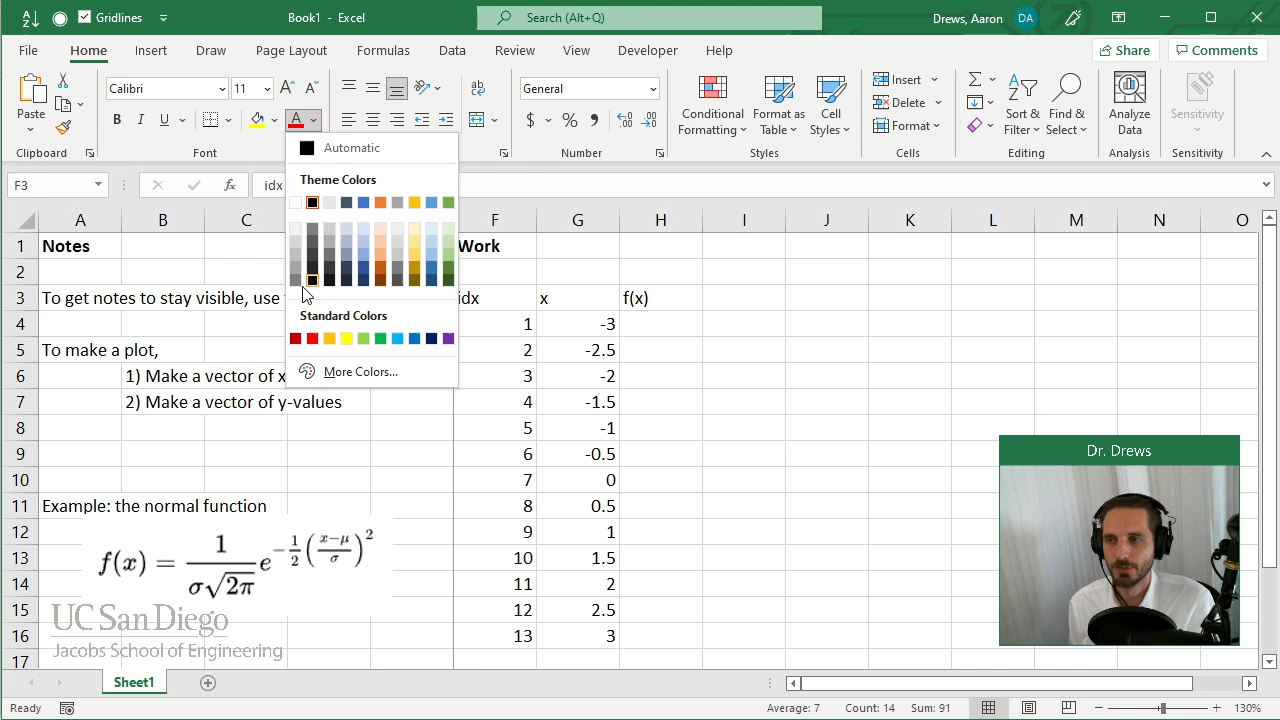 Gridlines
Book1 - Excel
Search (Alt+Q)
Drews, Aaron
DA
File Home Insert Draw Page Layout Formulas Data Review View Developer Help
Share
Comments
Paste
Calibri
11
B I U
ab
General
$ % 9
Conditional Formatting
Format as Table
Cell Styles
Insert
Delete
Format
Sort & Filter
Find & Select
Analyze Data
Sensitivity
Clipboard
Font
Number
Styles
Cells
Editing
Analysis
Sensitivity
F3
fx
idx
Automatic
Theme Colors
Standard Colors
More Colors...
A B C F G H I J K L M N O
1 Notes Work
2
3 To get notes to stay visible, use idx x f(x)
4 1 -3
5 To make a plot, 2 -2.5
6 1) Make a vector of x 3 -2
7 2) Make a vector of y-values 4 -1.5
8 5 -1
9 6 -0.5
10 7 0
11 Example: the normal function 8 0.5
12 9 1
13 10 1.5
14 11 2
15 12 2.5
16 13 3
17
f(x) = 1/(σ√2π) e^(-1/2((x-μ)/σ)^2)
UC San Diego
Jacobs School of Engineering
Dr. Drews
Sheet1
Ready
Average: 7 Count: 14 Sum: 91
130%